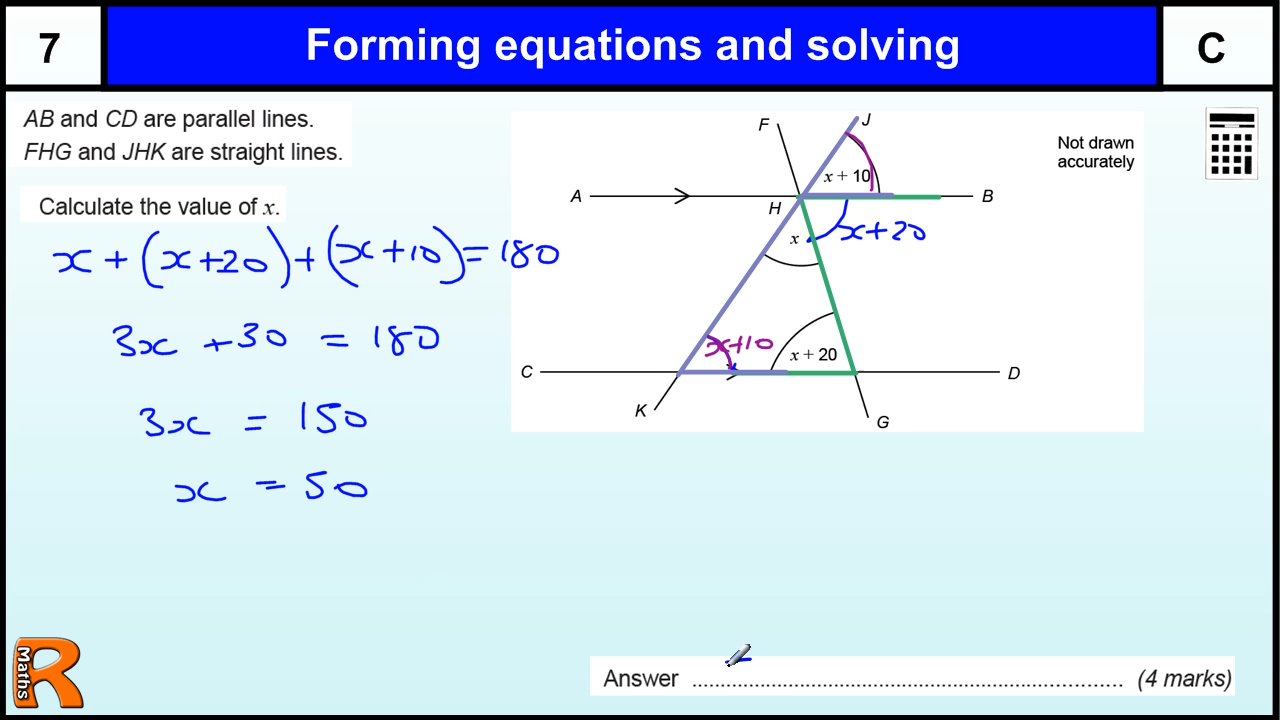 7
Forming equations and solving
C
AB and CD are parallel lines.
FHG and JHK are straight lines.
Calculate the value of x.
x + (x+20) + (x+10) = 180
3x + 30 = 180
3x = 150
x = 50
F
J
Not drawn
accurately
x + 10
A
B
H
x
x+20
x+10
x + 20
C
D
K
G
R
Maths
Answer ........................................................................ (4 marks)